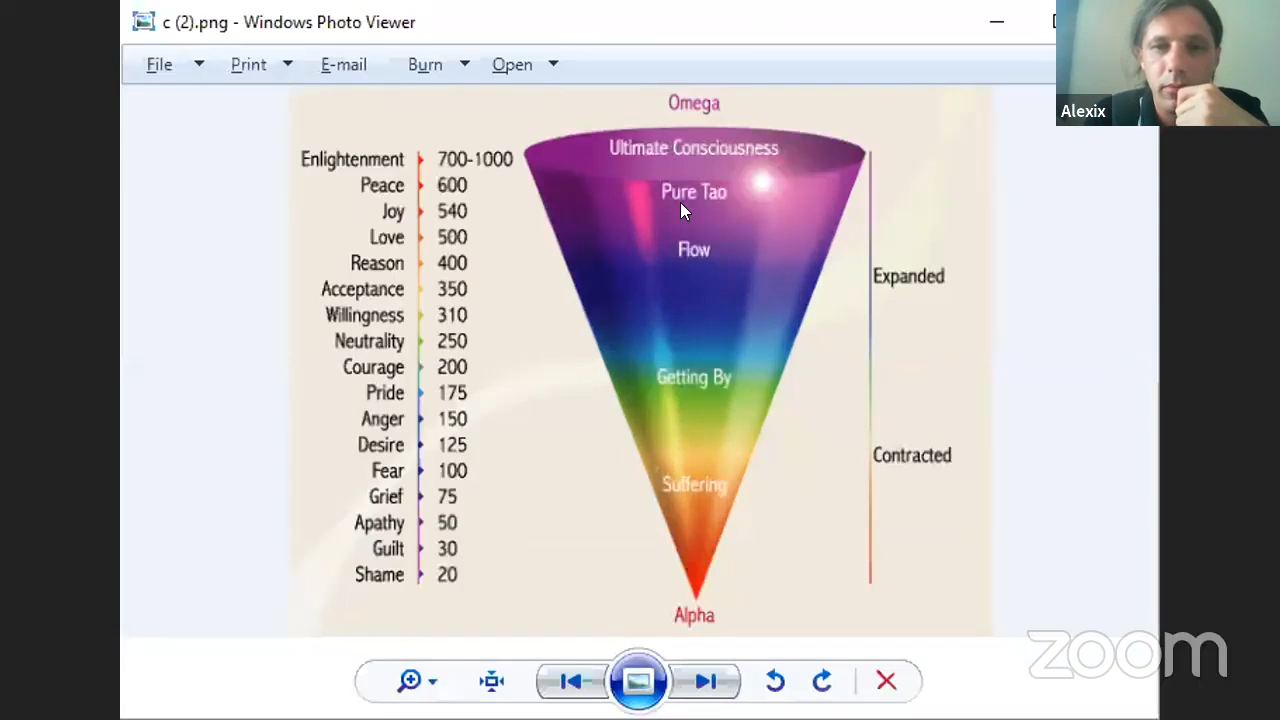 c (2).png - Windows Photo Viewer
File Print E-mail Burn Open
Alexix
Omega
Ultimate Consciousness
Pure Tao
Flow
Getting By
Suffering
Alpha
Enlightenment 700-1000
Peace 600
Joy 540
Love 500
Reason 400
Acceptance 350
Willingness 310
Neutrality 250
Courage 200
Pride 175
Anger 150
Desire 125
Fear 100
Grief 75
Apathy 50
Guilt 30
Shame 20
Expanded
Contracted
zoom